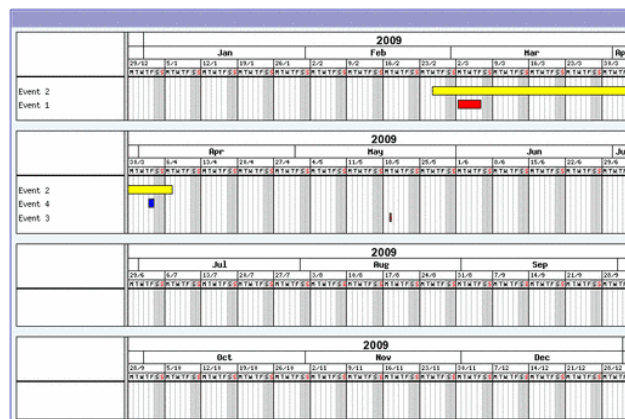 2009
Jan Feb Mar Ap
29/12 5/1 12/1 19/1 26/1 2/2 9/2 16/2 23/2 2/3 9/3 16/3 23/3 30/3
MTWTFSSMTWTFSSMTWTFSSMTWTFSSMTWTFSSMTWTFSSMTWTFSSMTWTFSSMTWTFSSMTWTFSSMTWTFSSMTWTFSSMTWTFSSMTWT
Event 2
Event 1
2009
Apr May Jun Ju
30/3 6/4 13/4 20/4 27/4 4/5 11/5 18/5 25/5 1/6 8/6 15/6 22/6 29/6
MTWTFSSMTWTFSSMTWTFSSMTWTFSSMTWTFSSMTWTFSSMTWTFSSMTWTFSSMTWTFSSMTWTFSSMTWTFSSMTWTFSSMTWTFSSMTWT
Event 2
Event 4
Event 3
2009
Jul Aug Sep
29/6 6/7 13/7 20/7 27/7 3/8 10/8 17/8 24/8 31/8 7/9 14/9 21/9 28/9
MTWTFSSMTWTFSSMTWTFSSMTWTFSSMTWTFSSMTWTFSSMTWTFSSMTWTFSSMTWTFSSMTWTFSSMTWTFSSMTWTFSSMTWTFSSMTWT
2009
Oct Nov Dec
28/9 5/10 12/10 19/10 26/10 2/11 9/11 16/11 23/11 30/11 7/12 14/12 21/12 28/12
MTWTFSSMTWTFSSMTWTFSSMTWTFSSMTWTFSSMTWTFSSMTWTFSSMTWTFSSMTWTFSSMTWTFSSMTWTFSSMTWTFSSMTWTFSSMTWT